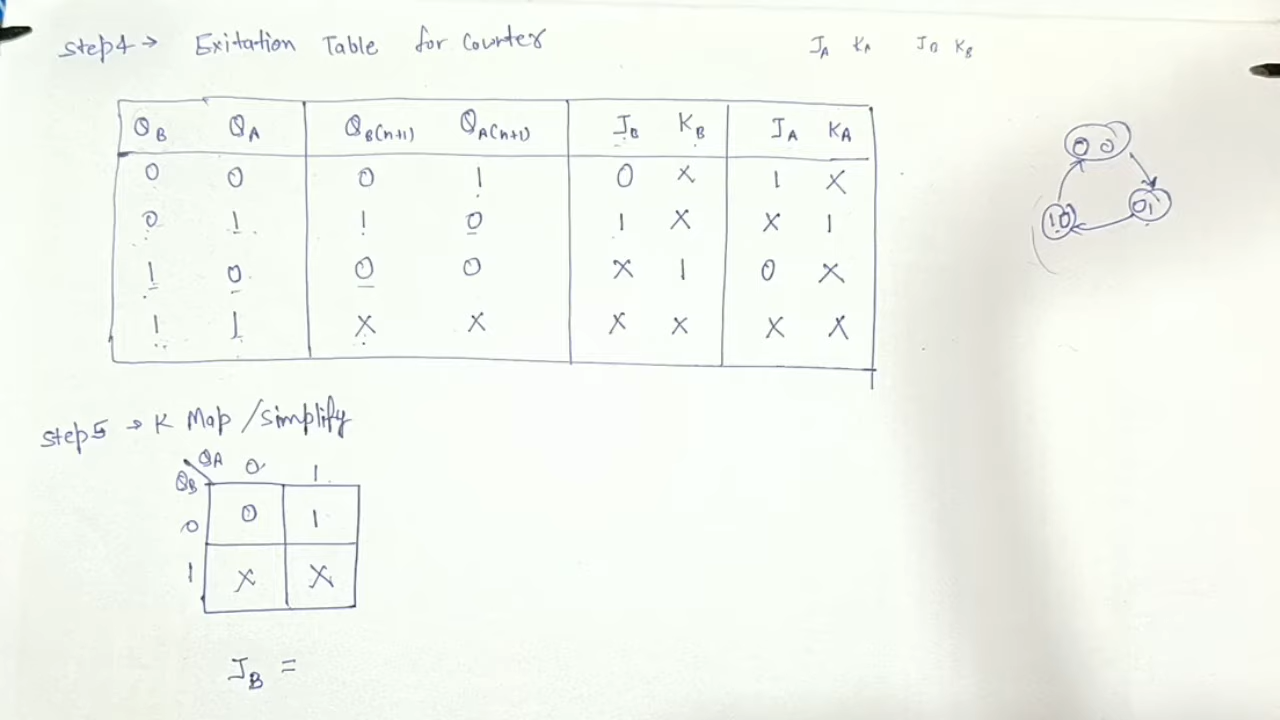 Step4 → Exitation Table for Counter
JA KA JB KB
QB QA QB(n+1) QA(n+1) JB KB JA KA
0 0 0 1 0 X 1 X
0 1 1 0 1 X X 1
1 0 0 0 X 1 0 X
1 1 X X X X X X
00
01
10
Step5 → K Map /Simplify
QA 0 1
QB
0 0 1
1 X X
JB =